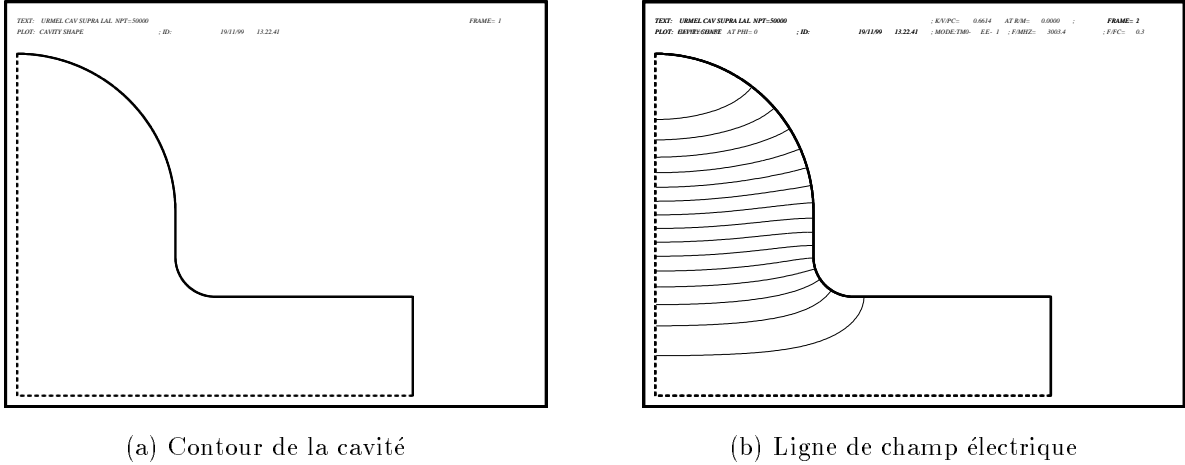 TEXT: URMEL CAV SUPRA LAL NPT=50000 FRAME= 1
PLOT: CAVITY SHAPE ; ID: 19/11/99 13.22.41
TEXT: URMEL CAV SUPRA LAL NPT=50000 ; K/V/PC= 0.6614 AT R/M= 0.0000 ; FRAME= 2
PLOT: AT PHI= 0 ; ID: 19/11/99 13.22.41 ; MODE:TM0- EE- 1 ; F/MHZ= 3003.4 ; F/FC= 0.3
(a) Contour de la cavité
(b) Ligne de champ électrique